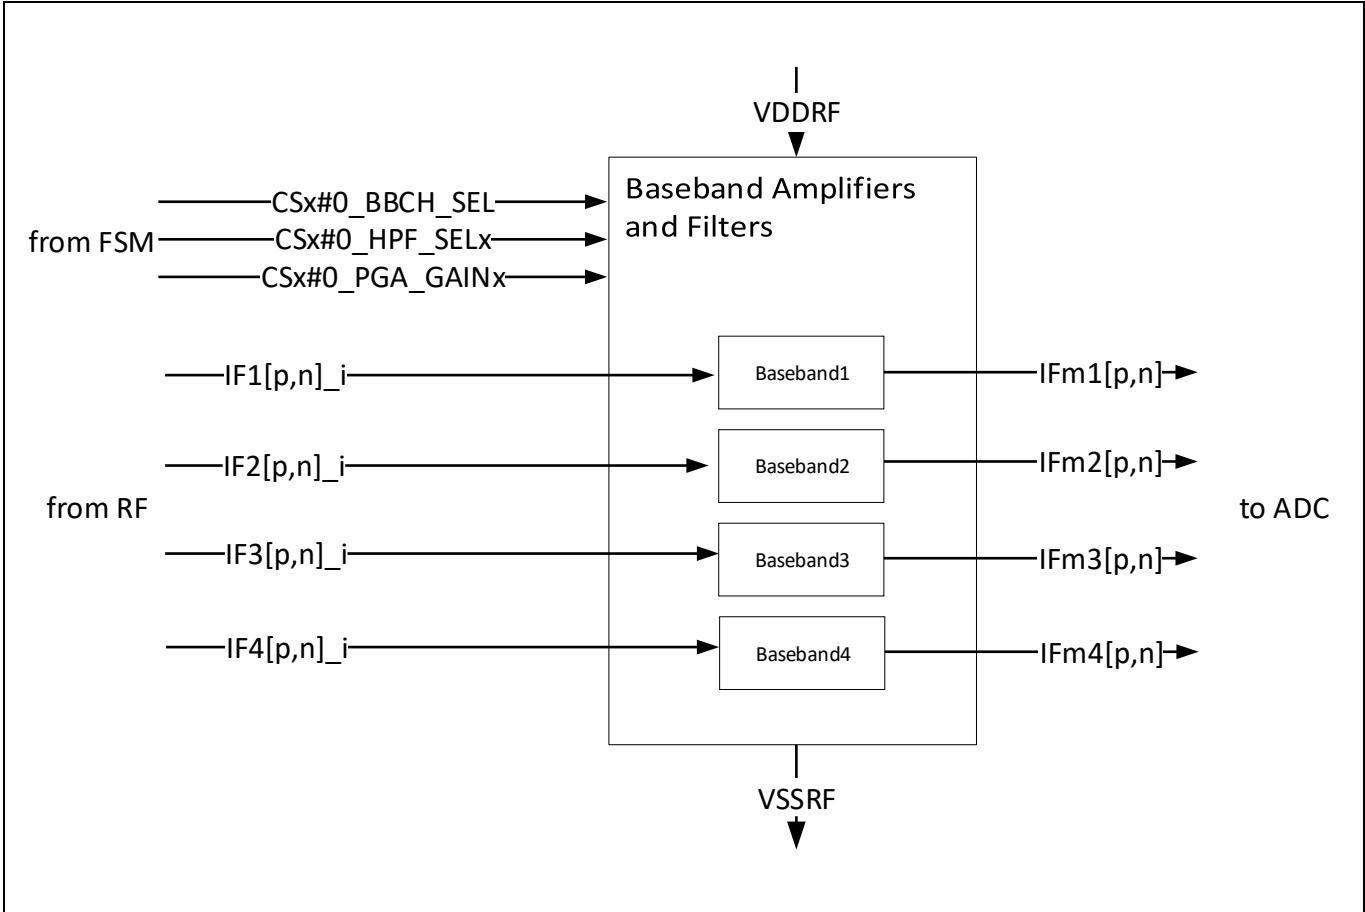 VDDRF
Baseband Amplifiers
and Filters
from FSM
CSx#0_BBCH_SEL
CSx#0_HPF_SELx
CSx#0_PGA_GAINx
IF1[p,n]_i
Baseband1
IFm1[p,n]
IF2[p,n]_i
Baseband2
IFm2[p,n]
from RF
to ADC
IF3[p,n]_i
Baseband3
IFm3[p,n]
IF4[p,n]_i
Baseband4
IFm4[p,n]
VSSRF